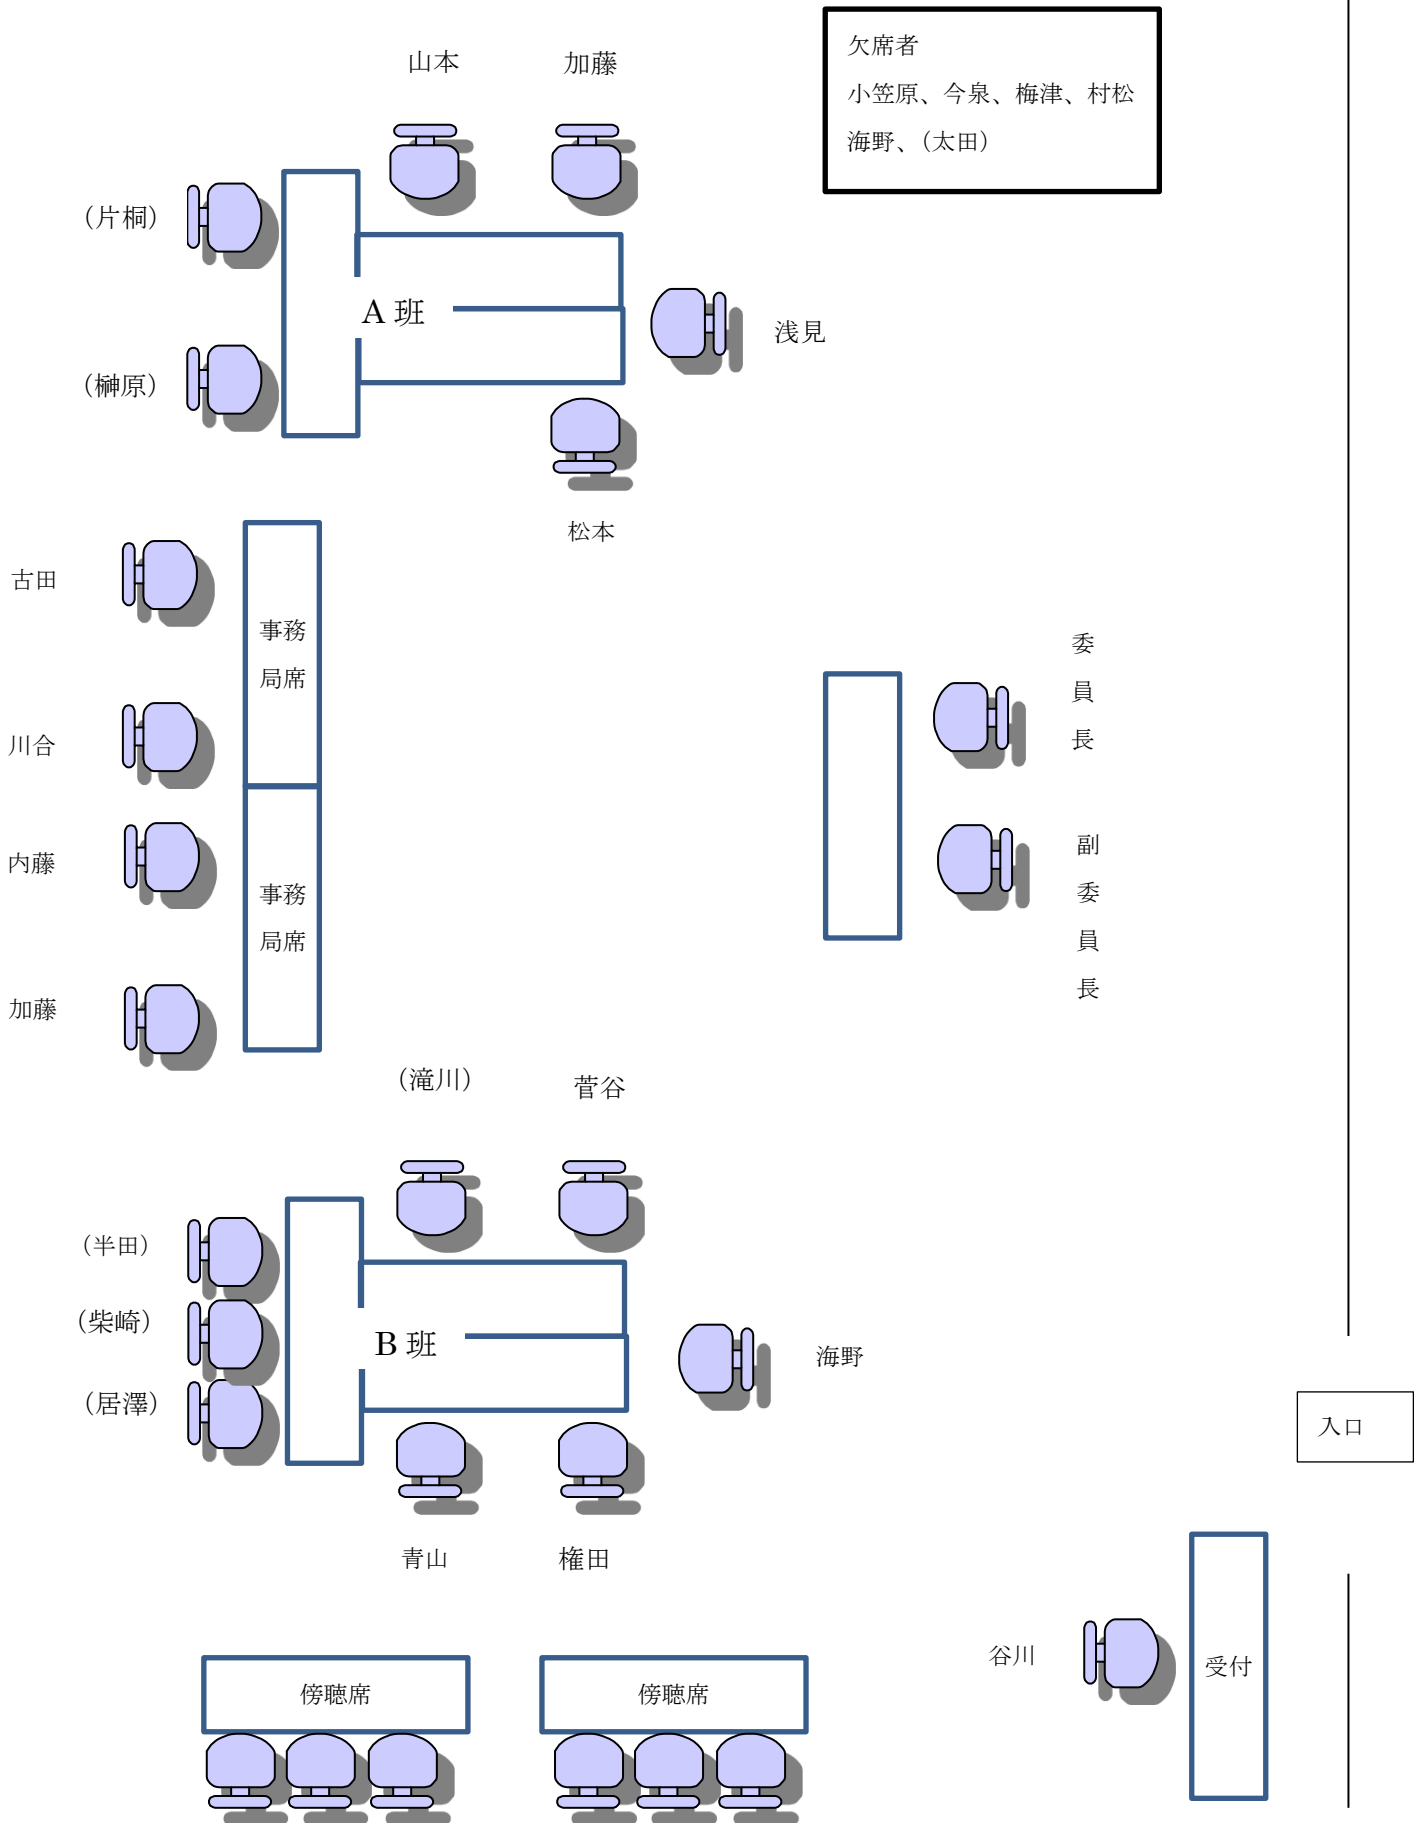 欠席者
小笠原、今泉、梅津、村松
海野、（太田）
山本
加藤
（片桐）
A 班
浅見
（榊原）
松本
古田
事務
局席
川合
内藤
事務
局席
加藤
委員長
副委員長
（滝川）
菅谷
（半田）
（柴崎）
B 班
海野
（居澤）
入口
青山
権田
谷川
受付
傍聴席
傍聴席